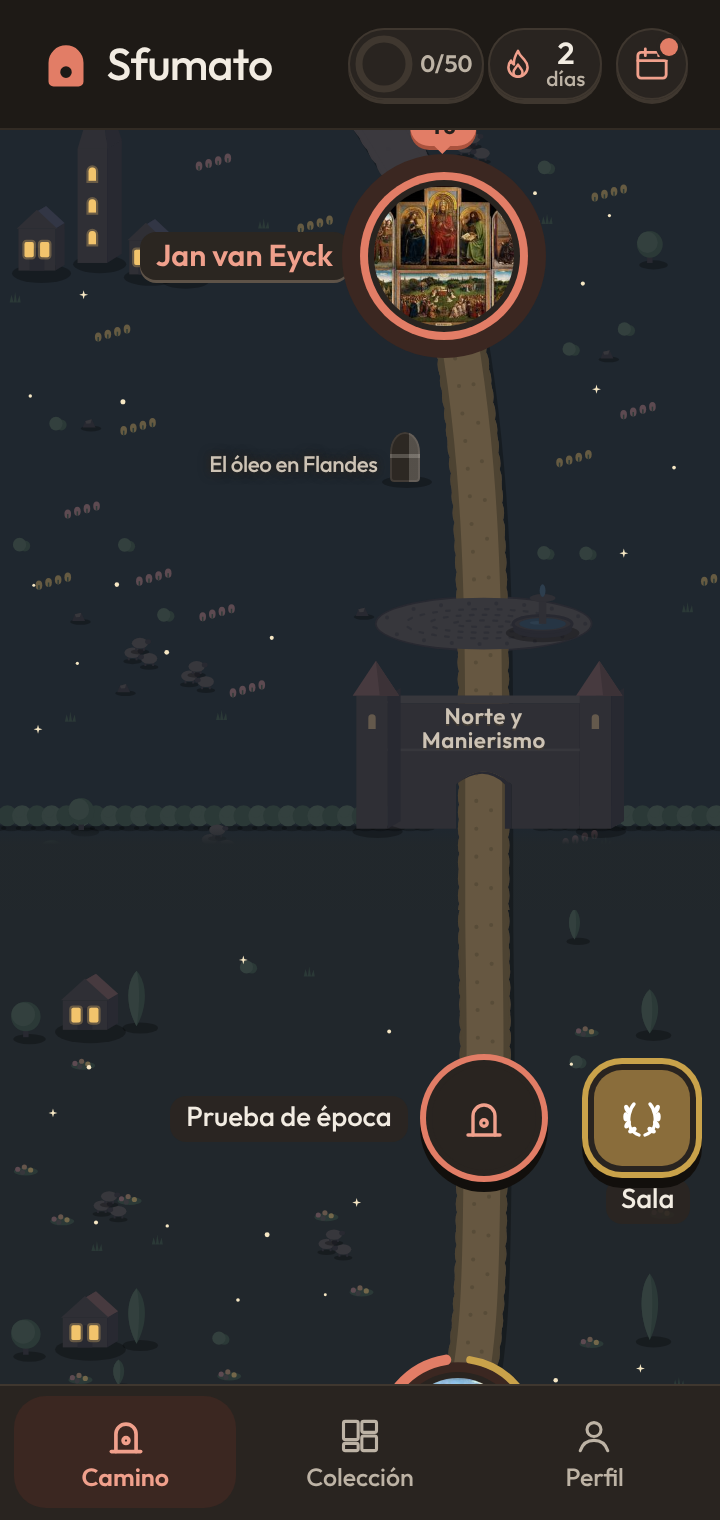 Sfumato
0/50
2
días
Jan van Eyck
El óleo en Flandes
Norte y
Manierismo
Prueba de época
Sala
Camino
Colección
Perfil